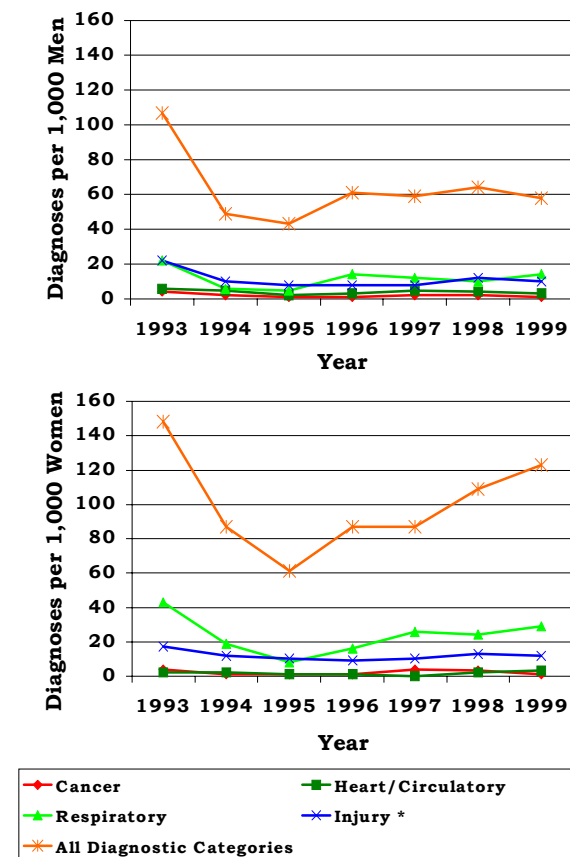 Diagnoses per 1,000 Men
160
140
120
100
80
60
40
20
0
1993 1994 1995 1996 1997 1998 1999
Year
Diagnoses per 1,000 Women
160
140
120
100
80
60
40
20
0
1993 1994 1995 1996 1997 1998 1999
Year
Cancer Heart/Circulatory
Respiratory Injury *
All Diagnostic Categories